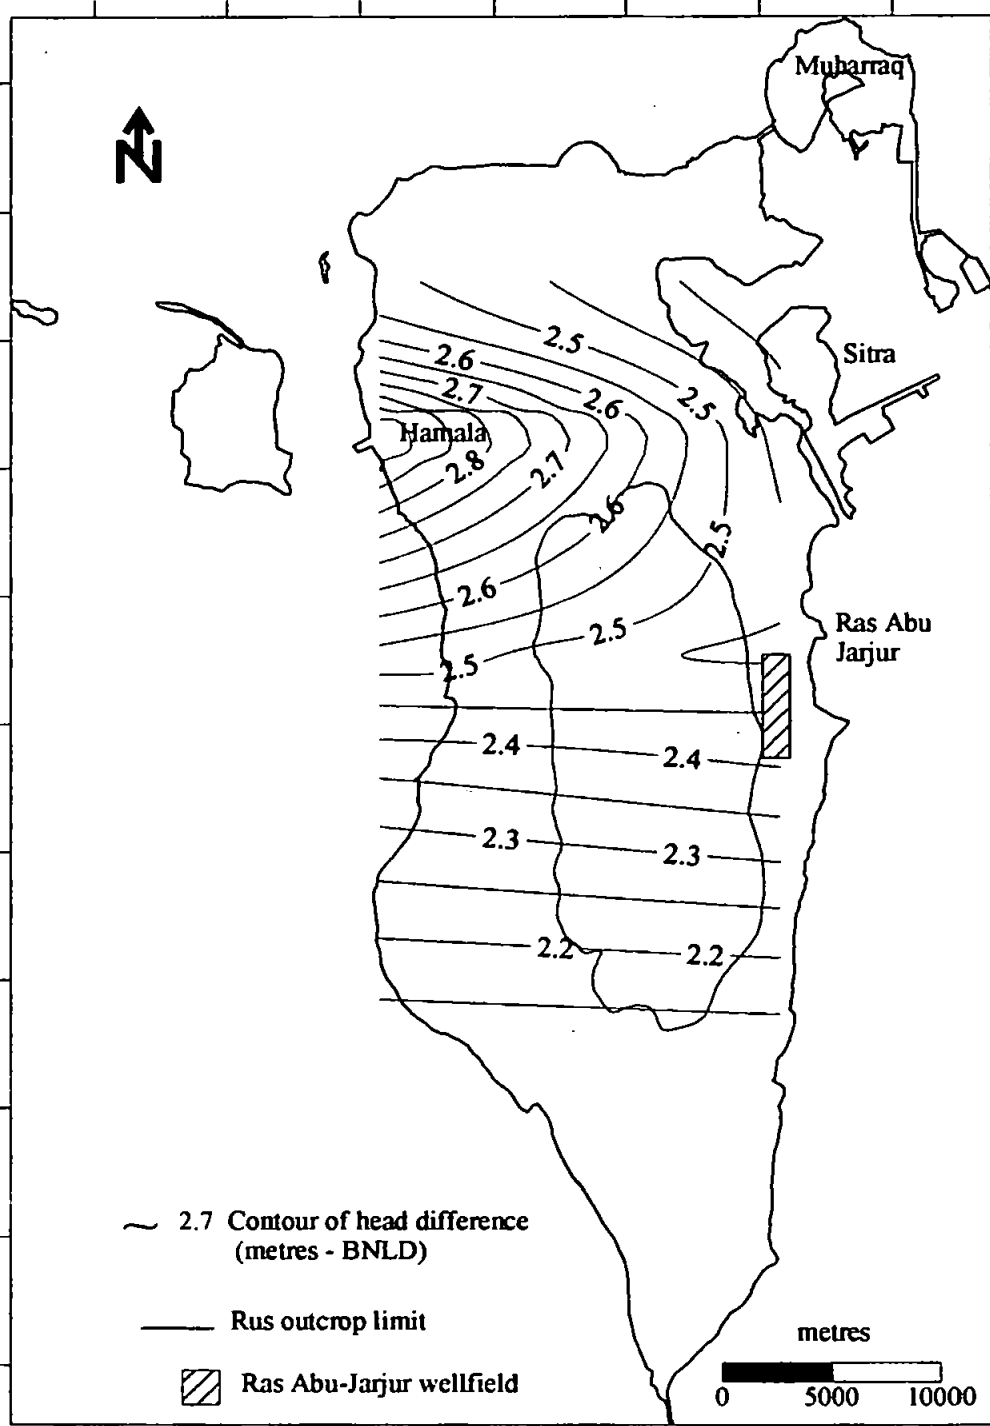 Muharraq
N
2.5
Sitra
2.6
2.7
2.6
2.5
Hamala
2.8
2.7
2.6
2.5
2.6
2.5
Ras Abu
Jarjur
2.5
2.4
2.4
2.3
2.3
2.2
2.2
2.7 Contour of head difference
(metres - BNLD)
Rus outcrop limit
metres
Ras Abu-Jarjur wellfield
0 5000 10000